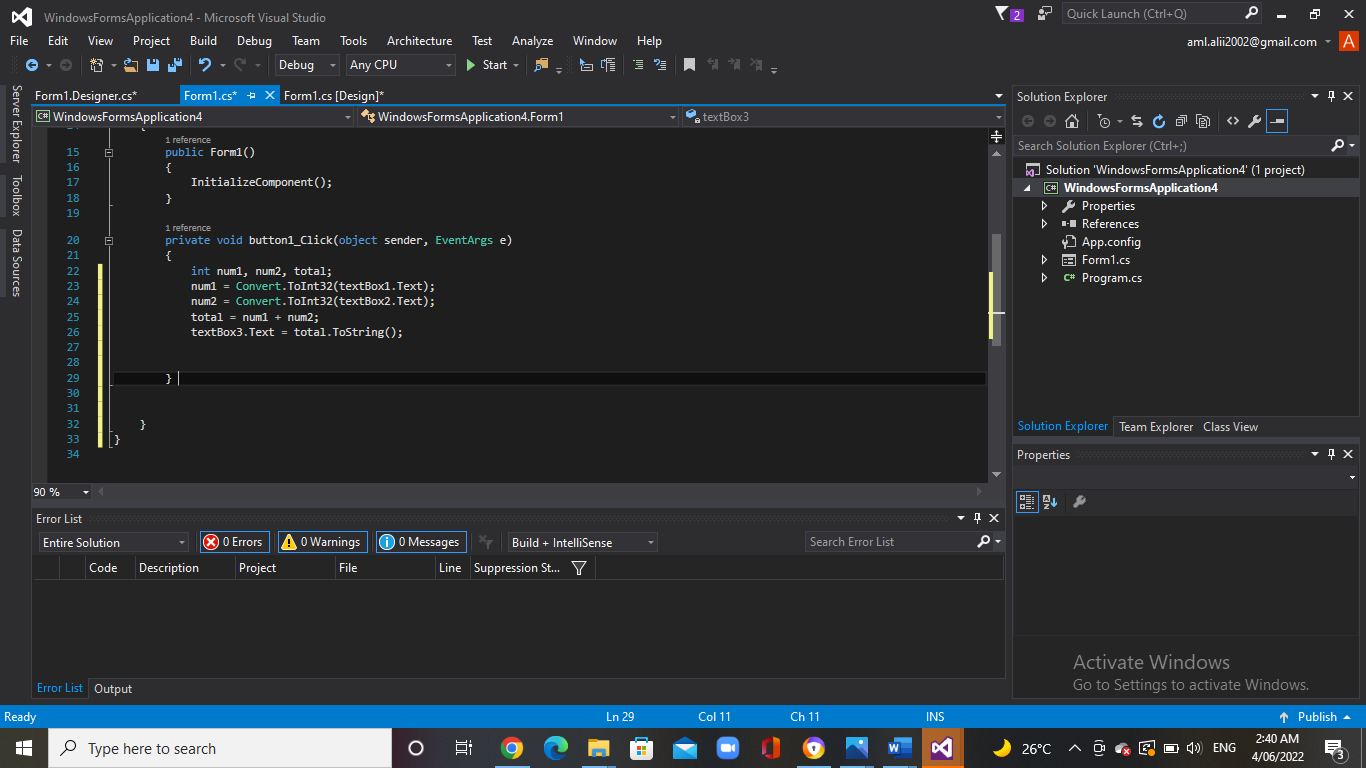 WindowsFormsApplication4 - Microsoft Visual Studio
2
Quick Launch (Ctrl+Q)
File Edit View Project Build Debug Team Tools Architecture Test Analyze Window Help
aml.alii2002@gmail.com A
Debug Any CPU Start
Server Explorer
Toolbox
Data Sources
Form1.Designer.cs* Form1.cs* Form1.cs [Design]*
C# WindowsFormsApplication4 WindowsFormsApplication4.Form1 textBox3
14 {
1 reference
15 public Form1()
16 {
17 InitializeComponent();
18 }
19
1 reference
20 private void button1_Click(object sender, EventArgs e)
21 {
22 int num1, num2, total;
23 num1 = Convert.ToInt32(textBox1.Text);
24 num2 = Convert.ToInt32(textBox2.Text);
25 total = num1 + num2;
26 textBox3.Text = total.ToString();
27
28
29 }
30
31
32 }
33 }
34
90 %
Error List
Entire Solution 0 Errors 0 Warnings 0 Messages Build + IntelliSense Search Error List
Code Description Project File Line Suppression St...
Error List Output
Solution Explorer
Search Solution Explorer (Ctrl+;)
Solution 'WindowsFormsApplication4' (1 project)
C# WindowsFormsApplication4
Properties
References
App.config
Form1.cs
C# Program.cs
Solution Explorer Team Explorer Class View
Properties
Activate Windows
Go to Settings to activate Windows.
Ready Ln 29 Col 11 Ch 11 INS Publish
Type here to search
26°C
ENG
2:40 AM
4/06/2022
3